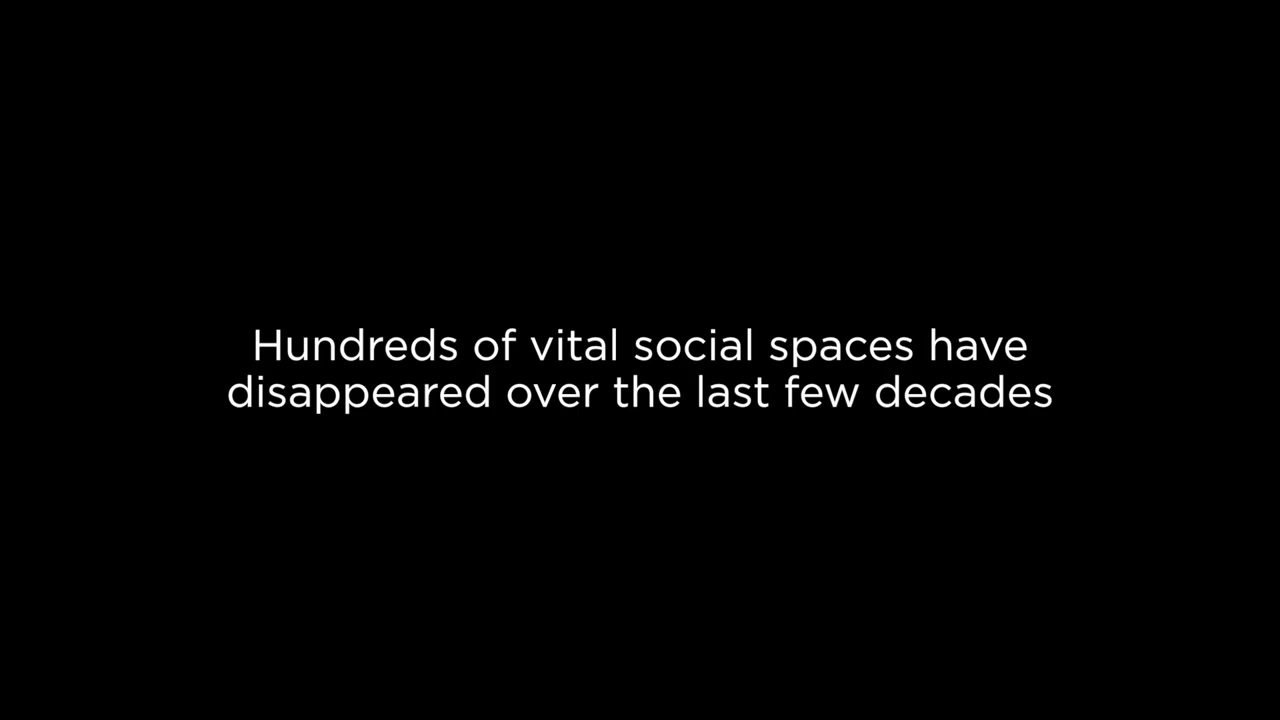 Hundreds of vital social spaces have
disappeared over the last few decades